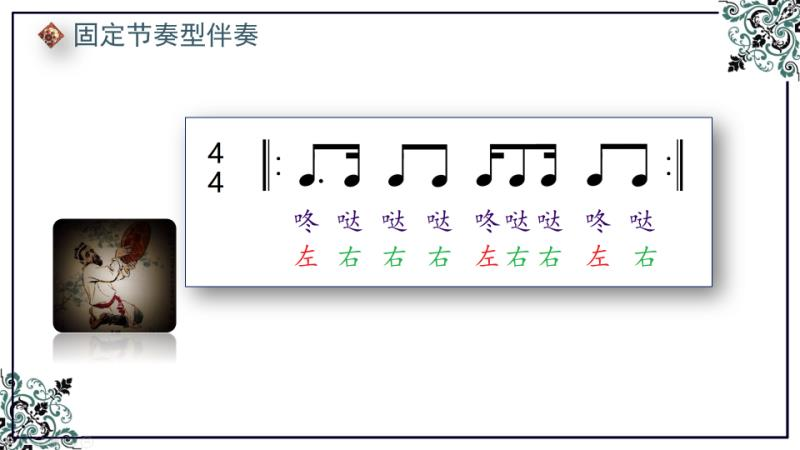 固定节奏型伴奏
4
4
咚 哒 哒 哒 咚 哒 哒 咚 哒
左 右 右 右 左 右 右 左 右